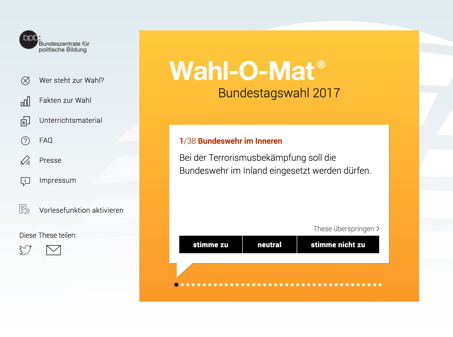 bpb:
Bundeszentrale für
politische Bildung
Wer steht zur Wahl?
Fakten zur Wahl
Unterrichtsmaterial
FAQ
Presse
Impressum
Vorlesefunktion aktivieren
Diese These teilen:
Wahl-O-Mat®
Bundestagswahl 2017
1/38 Bundeswehr im Inneren
Bei der Terrorismusbekämpfung soll die
Bundeswehr im Inland eingesetzt werden dürfen.
These überspringen >
stimme zu neutral stimme nicht zu